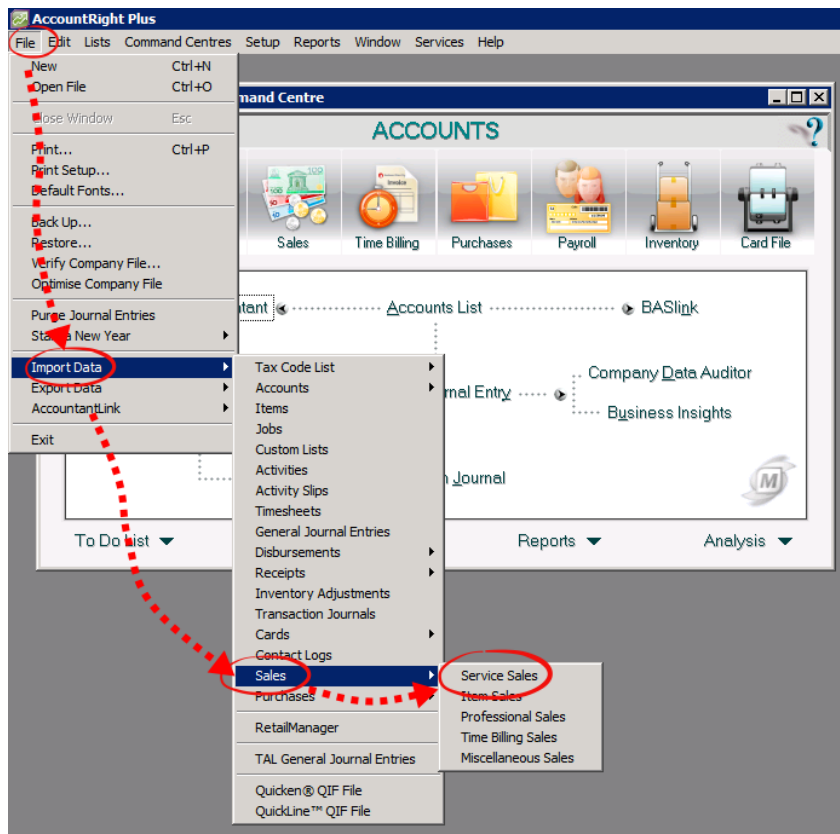 AccountRight Plus
File Edit Lists Command Centres Setup Reports Window Services Help
New Ctrl+N
Open File Ctrl+O
Close Window Esc
Print... Ctrl+P
Print Setup...
Default Fonts...
Back Up...
Restore...
Verify Company File...
Optimise Company File
Purge Journal Entries
Start a New Year
Import Data
Export Data
AccountantLink
Exit
mand Centre
ACCOUNTS
?
Sales Time Billing Purchases Payroll Inventory Card File
tant Accounts List BASlink
rnal Entry Company Data Auditor
Business Insights
Journal
M
To Do List Reports Analysis
Tax Code List
Accounts
Items
Jobs
Custom Lists
Activities
Activity Slips
Timesheets
General Journal Entries
Disbursements
Receipts
Inventory Adjustments
Transaction Journals
Cards
Contact Logs
Sales
Purchases
RetailManager
TAL General Journal Entries
Quicken® QIF File
QuickLine™ QIF File
Service Sales
Item Sales
Professional Sales
Time Billing Sales
Miscellaneous Sales